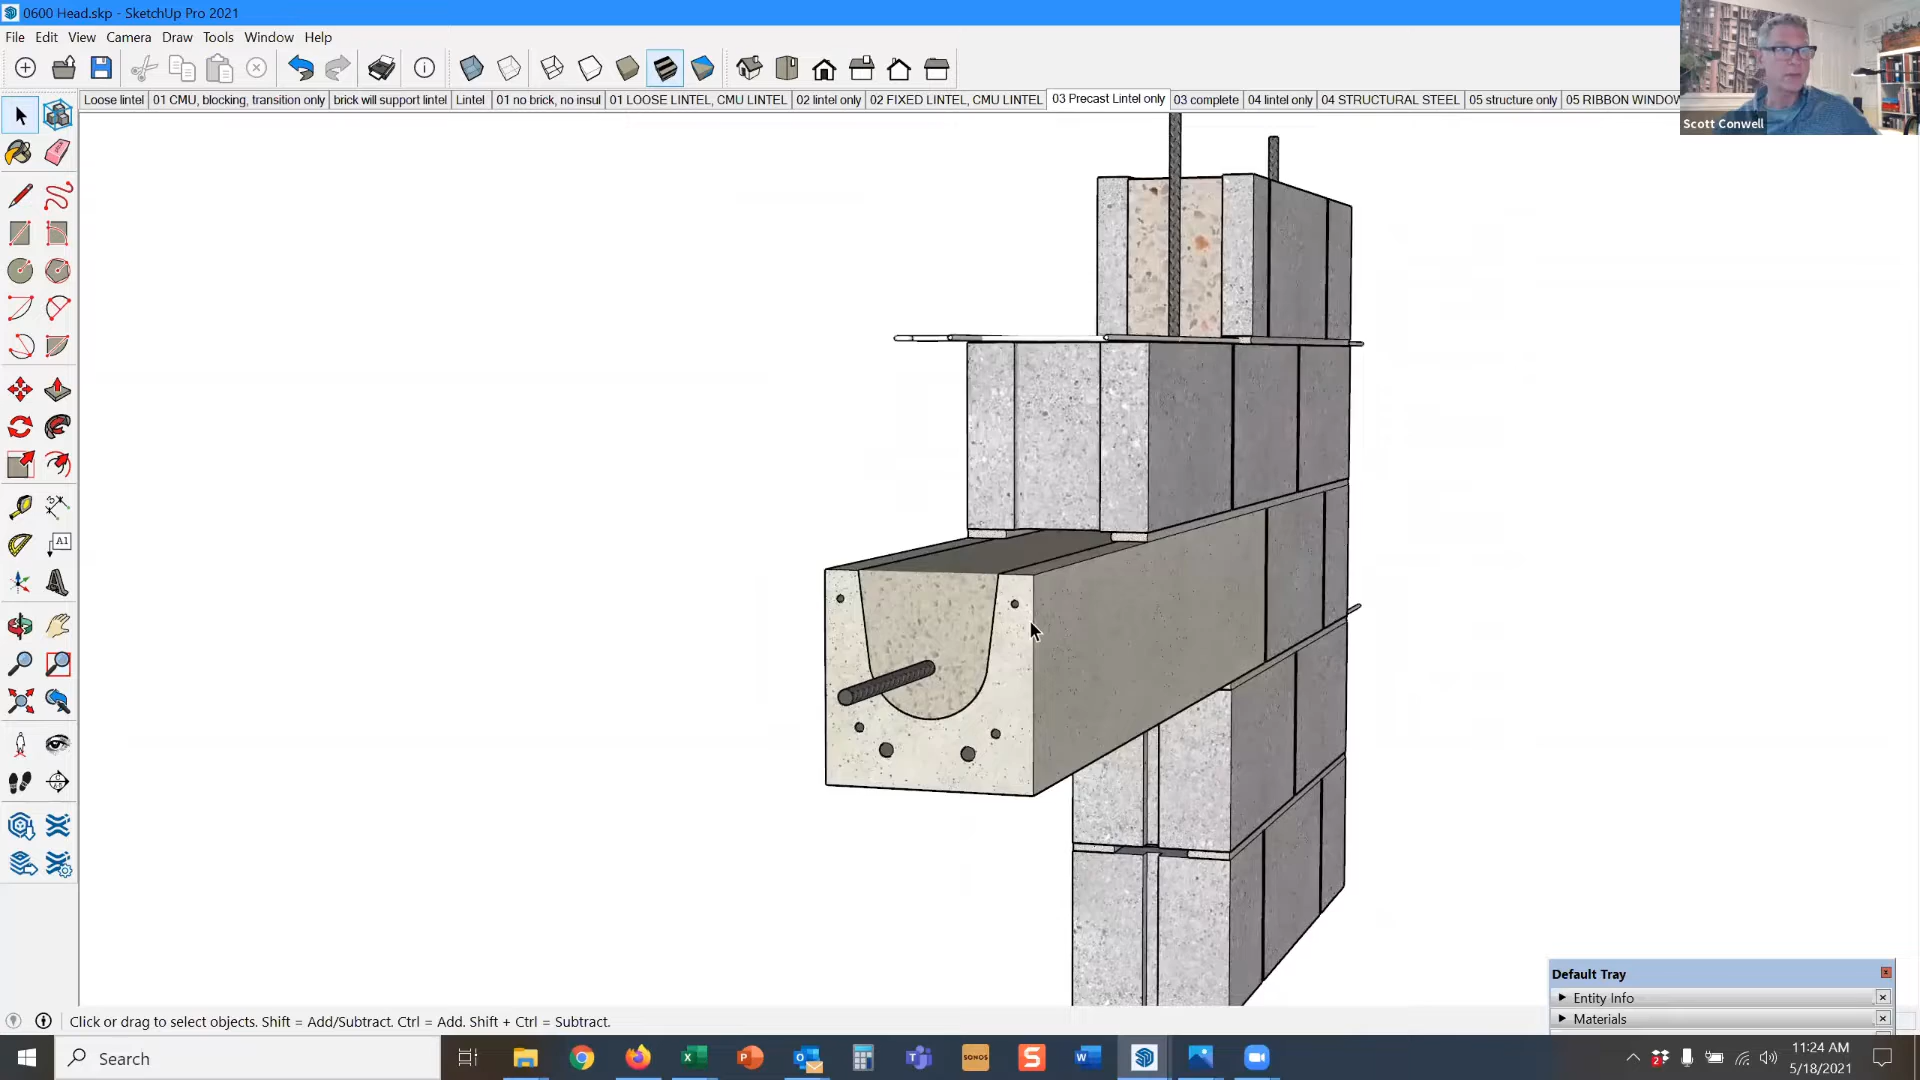 0600 Head.skp - SketchUp Pro 2021
File Edit View Camera Draw Tools Window Help
Loose lintel 01 CMU, blocking, transition only brick will support lintel Lintel 01 no brick, no insul 01 LOOSE LINTEL, CMU LINTEL 02 lintel only 02 FIXED LINTEL, CMU LINTEL 03 Precast Lintel only 03 complete 04 lintel only 04 STRUCTURAL STEEL 05 structure only 05 RIBBON WINDOW
Scott Conwell
A1
Default Tray
Entity Info
Materials
Click or drag to select objects. Shift = Add/Subtract. Ctrl = Add. Shift + Ctrl = Subtract.
Search
SONOS
11:24 AM
5/18/2021